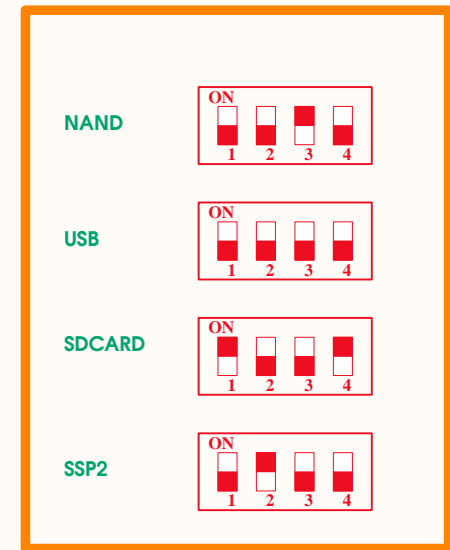 ON
NAND
1 2 3 4
ON
USB
1 2 3 4
ON
SDCARD
1 2 3 4
ON
SSP2
1 2 3 4